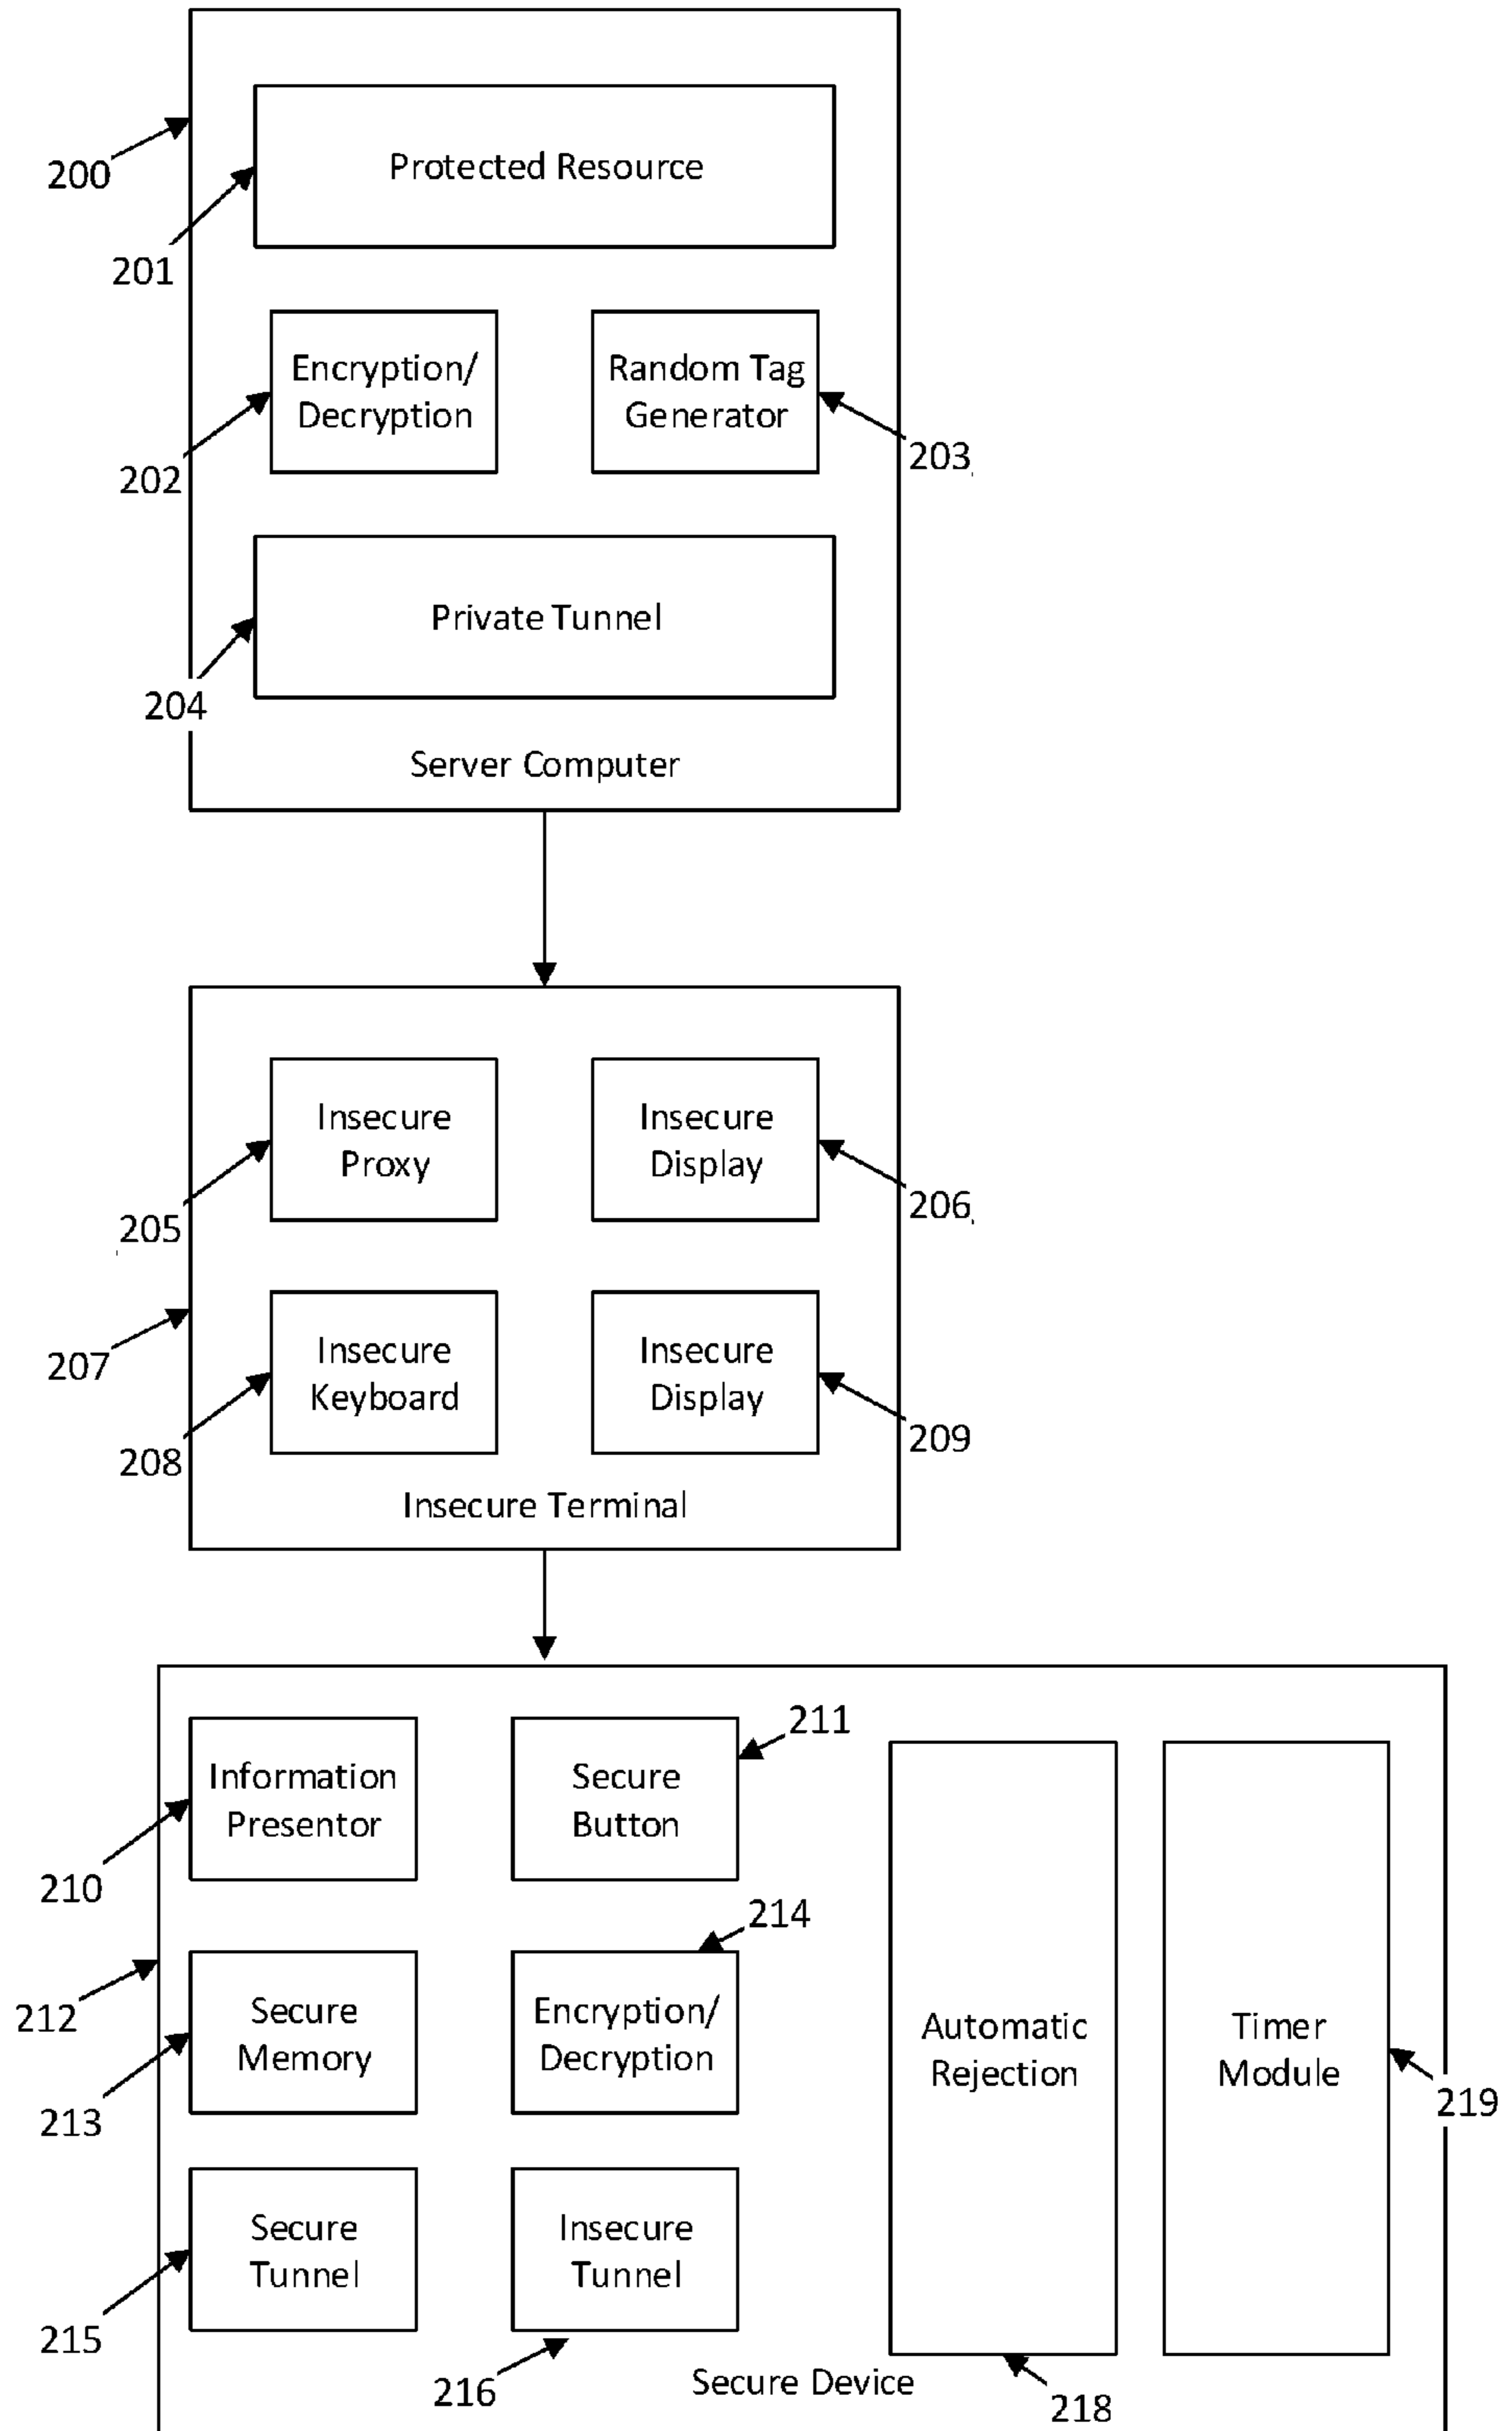 200
Protected Resource
201
Encryption/
Decryption
202
Random Tag
Generator
203
Private Tunnel
204
Server Computer
Insecure
Proxy
205
Insecure
Display
206
207
Insecure
Keyboard
208
Insecure
Display
209
Insecure Terminal
Information
Presentor
210
Secure
Button
211
212
Secure
Memory
213
Encryption/
Decryption
214
Secure
Tunnel
215
Insecure
Tunnel
216
Automatic
Rejection
218
Timer
Module
219
Secure Device